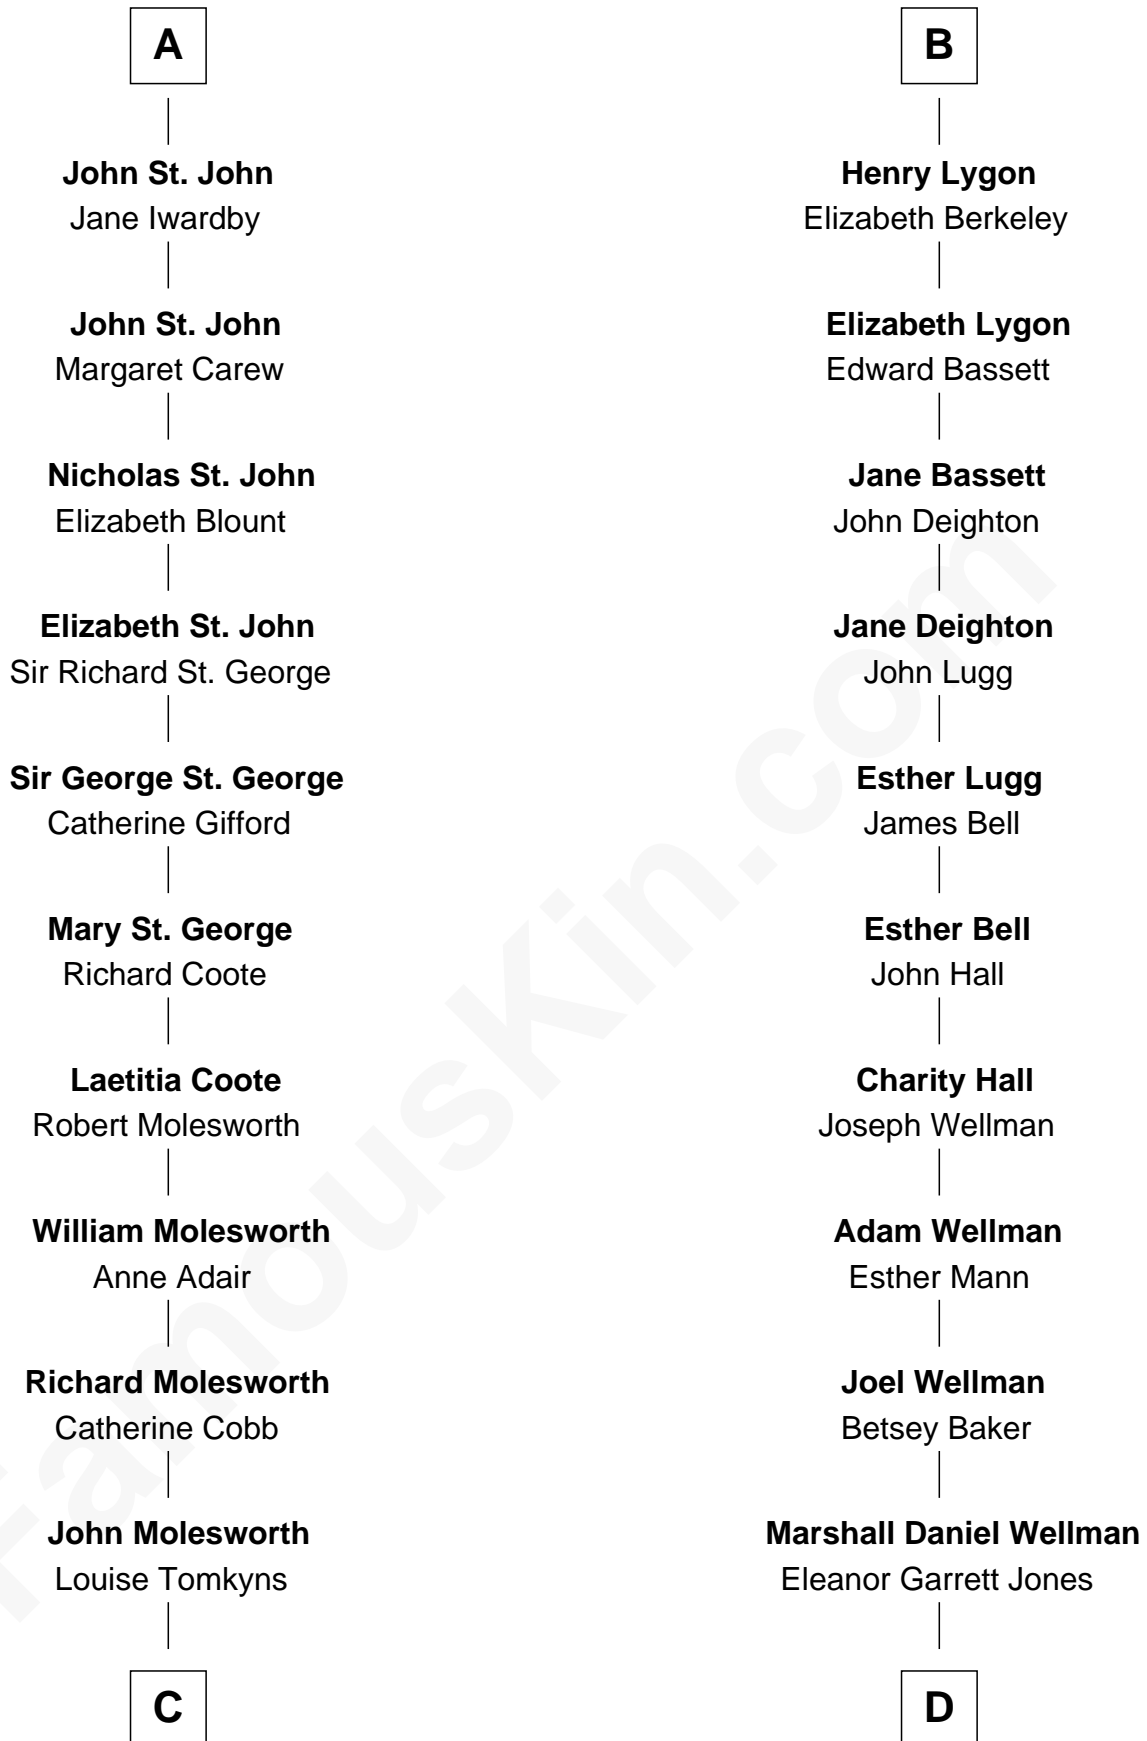 A
John St. John
Jane Iwardby
John St. John
Margaret Carew
Nicholas St. John
Elizabeth Blount
Elizabeth St. John
Sir Richard St. George
Sir George St. George
Catherine Gifford
Mary St. George
Richard Coote
Laetitia Coote
Robert Molesworth
William Molesworth
Anne Adair
Richard Molesworth
Catherine Cobb
John Molesworth
Louise Tomkyns
C
B
Henry Lygon
Elizabeth Berkeley
Elizabeth Lygon
Edward Bassett
Jane Bassett
John Deighton
Jane Deighton
John Lugg
Esther Lugg
James Bell
Esther Bell
John Hall
Charity Hall
Joseph Wellman
Adam Wellman
Esther Mann
Joel Wellman
Betsey Baker
Marshall Daniel Wellman
Eleanor Garrett Jones
D
FamousKin.com